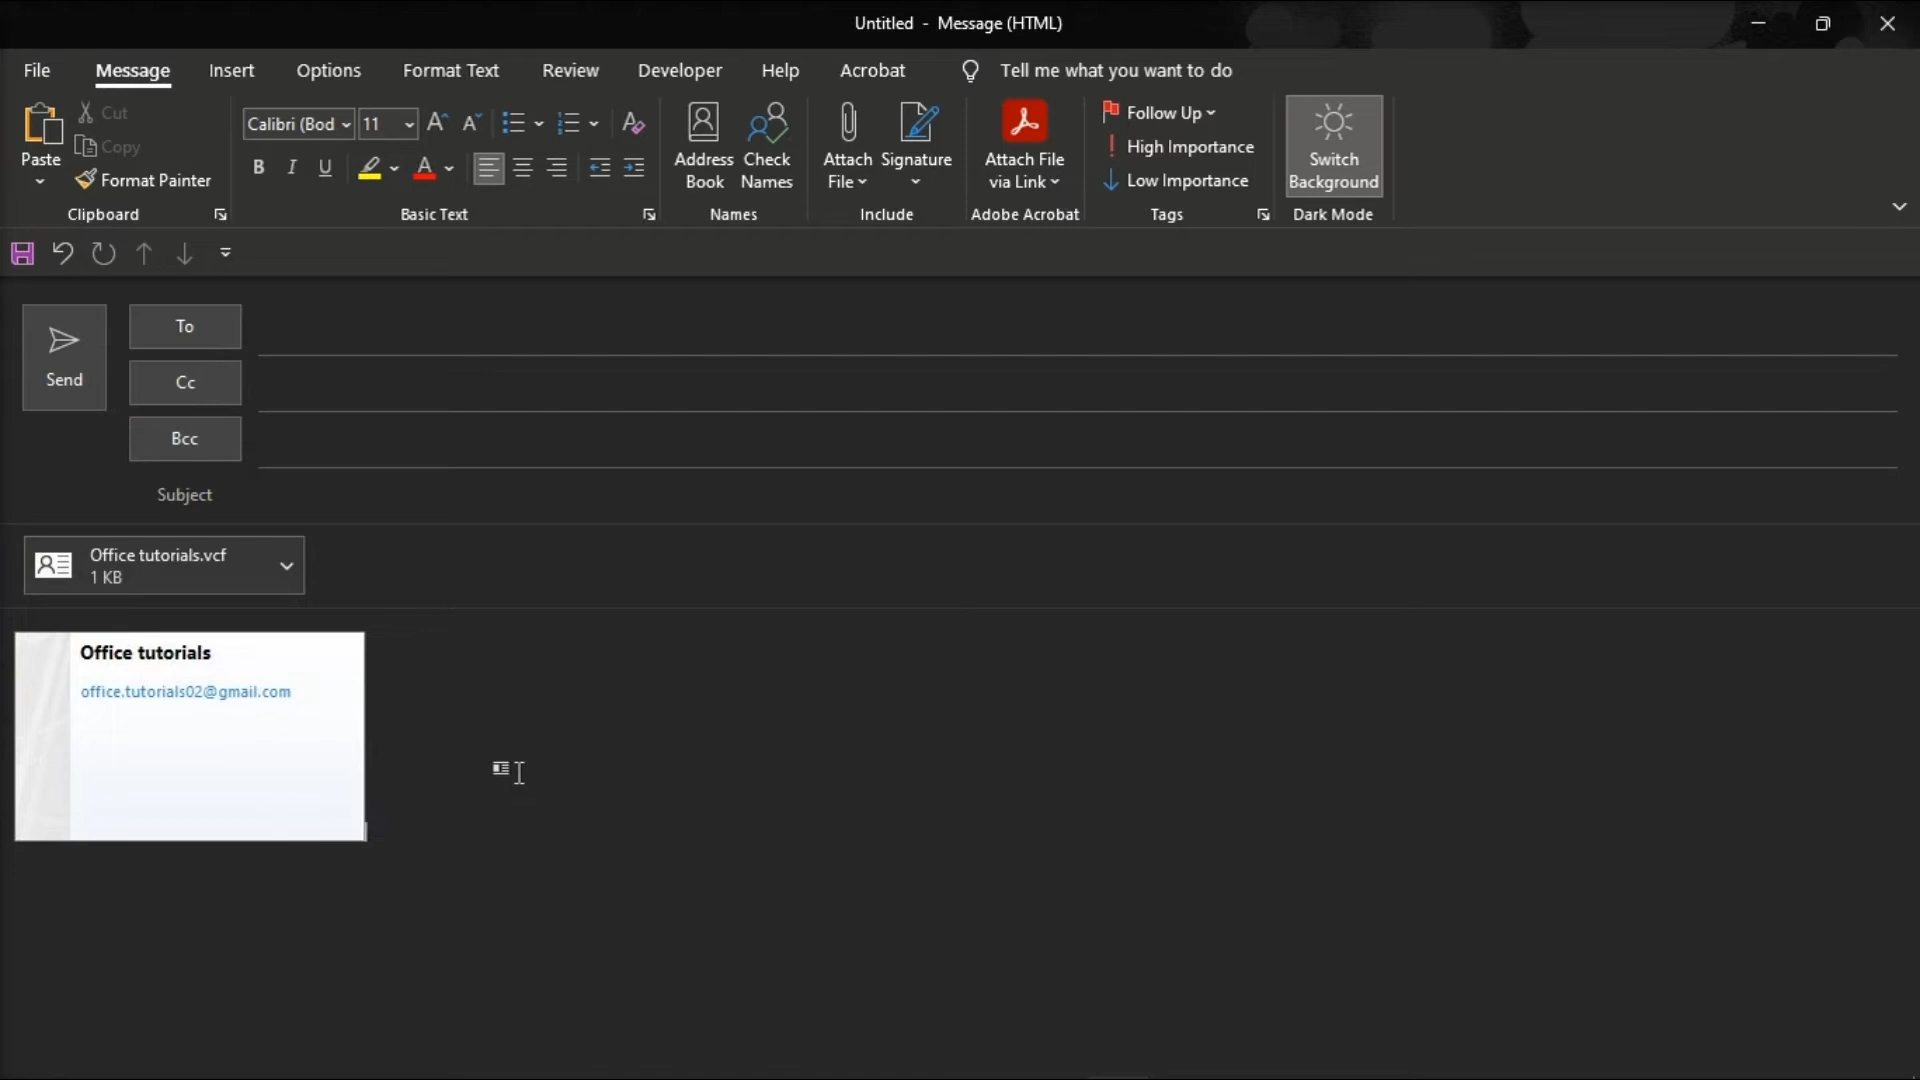 Untitled - Message (HTML)
File Message Insert Options Format Text Review Developer Help Acrobat Tell me what you want to do
Paste
Cut
Copy
Format Painter
Clipboard
Calibri (Bod 11
B I U A
Basic Text
Address Book
Check Names
Names
Attach File
Signature
Include
Attach File via Link
Adobe Acrobat
Follow Up
High Importance
Low Importance
Tags
Switch Background
Dark Mode
Send
To
Cc
Bcc
Subject
Office tutorials.vcf
1 KB
Office tutorials
office.tutorials02@gmail.com